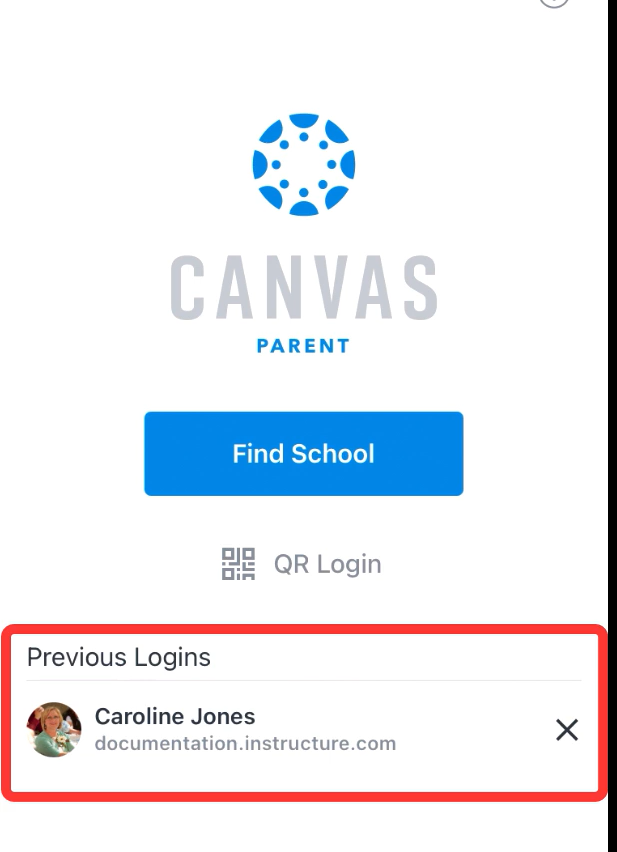 CANVAS
PARENT
Find School
QR Login
Previous Logins
Caroline Jones
documentation.instructure.com